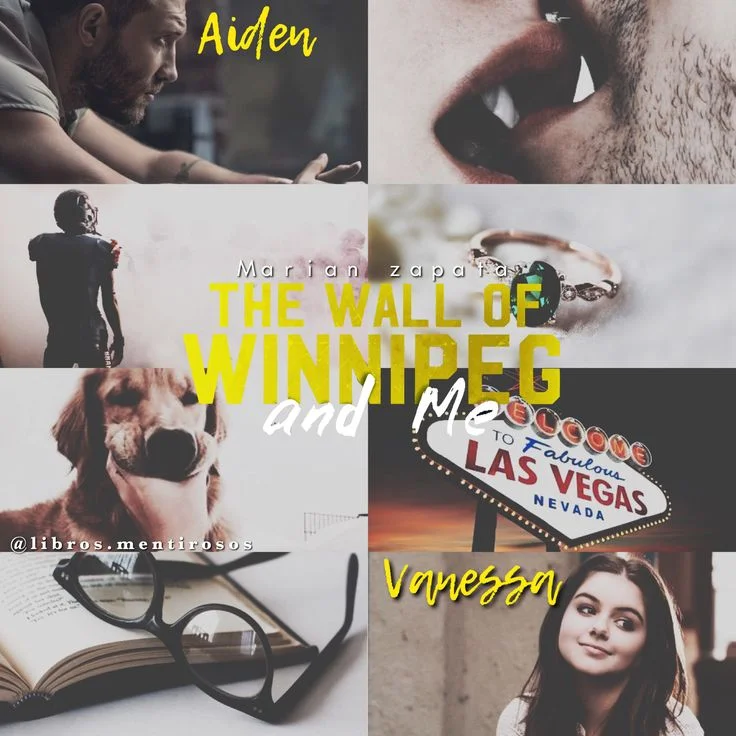 Aiden
Marian zapata
THE WALL OF
WINNIPEG
and Me
WELCOME
TO Fabulous
LAS VEGAS
NEVADA
@libros.mentirosos
Vanessa